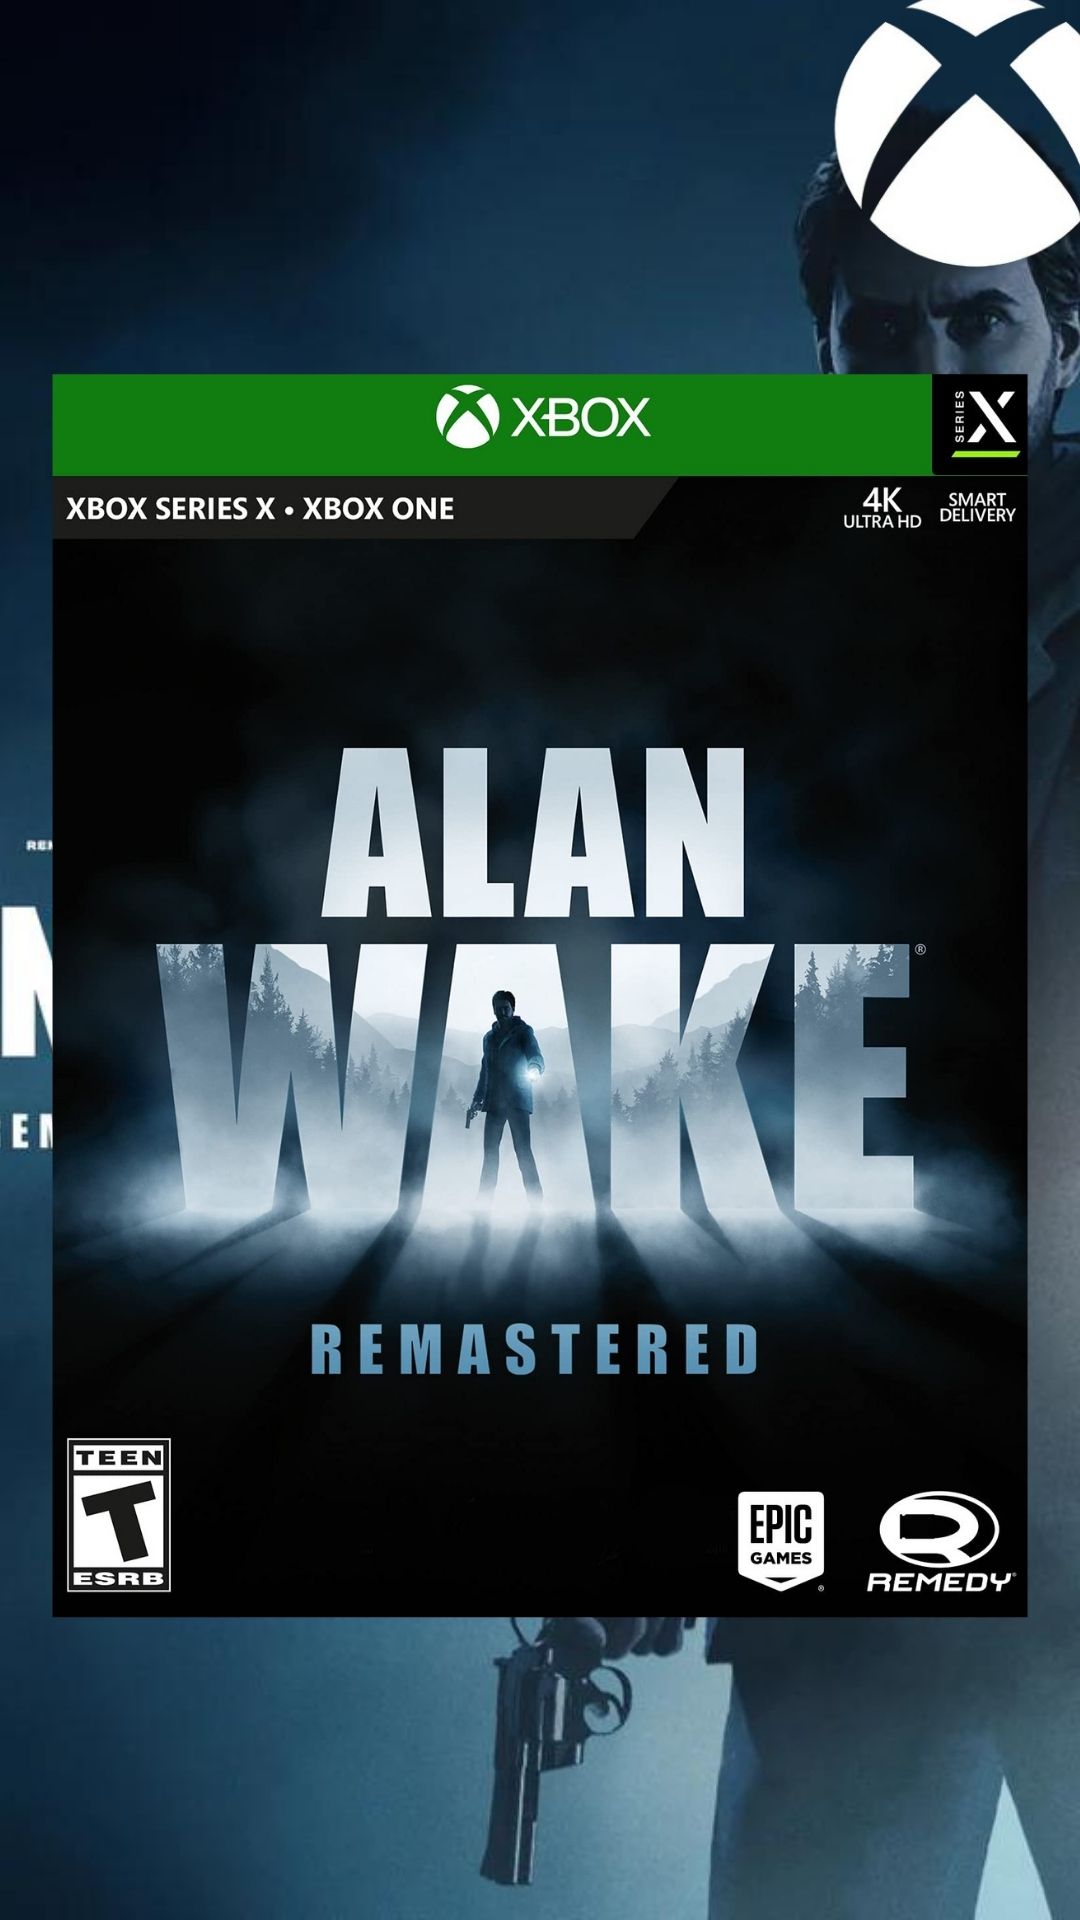 XBOX
SERIES X
XBOX SERIES X • XBOX ONE
4K
ULTRA HD
SMART
DELIVERY
ALAN
WAKE®
REMASTERED
TEEN
T
ESRB
EPIC
GAMES
®
R
REMEDY®